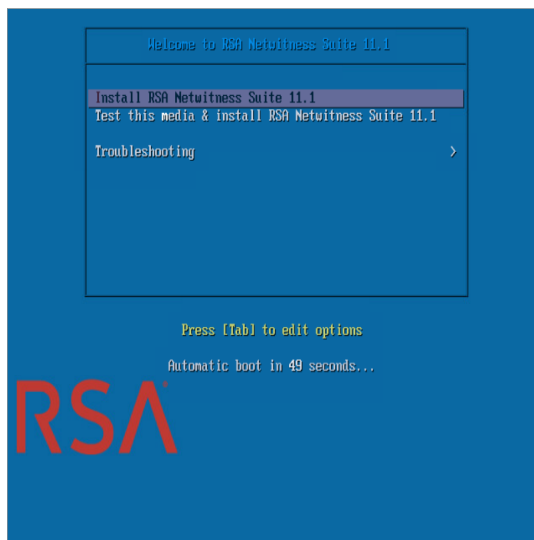 Welcome to RSA Netwitness Suite 11.1
Install RSA Netwitness Suite 11.1
Test this media & install RSA Netwitness Suite 11.1
Troubleshooting >
Press [Tab] to edit options
Automatic boot in 49 seconds...
RSA